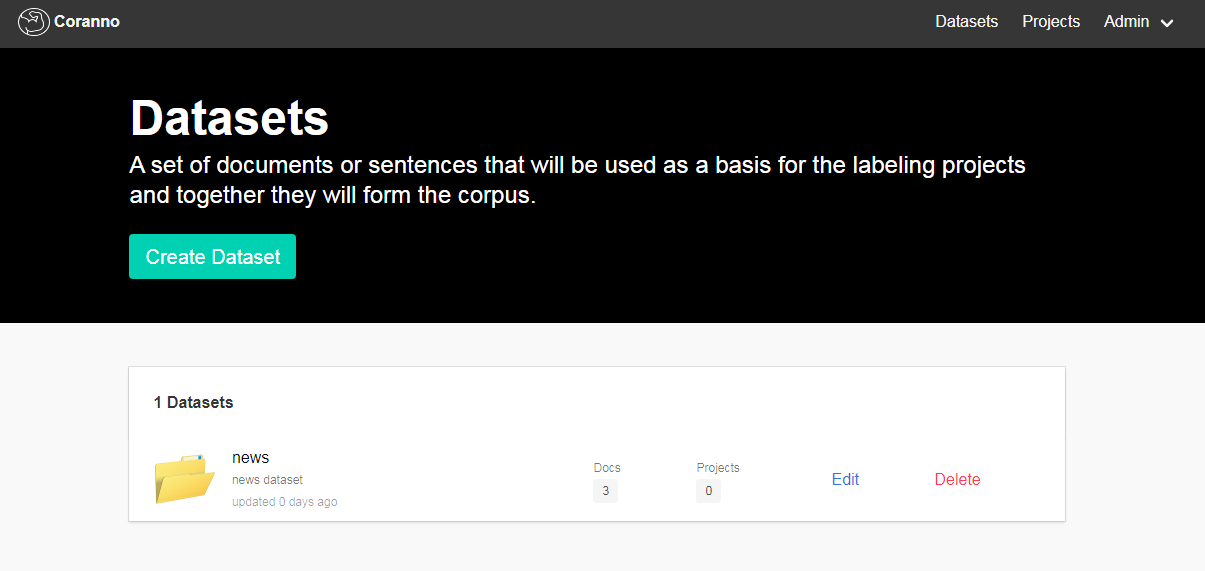 Coranno
Datasets Projects Admin
Datasets
A set of documents or sentences that will be used as a basis for the labeling projects
and together they will form the corpus.
Create Dataset
1 Datasets
news
news dataset
updated 0 days ago
Docs
3
Projects
0
Edit
Delete